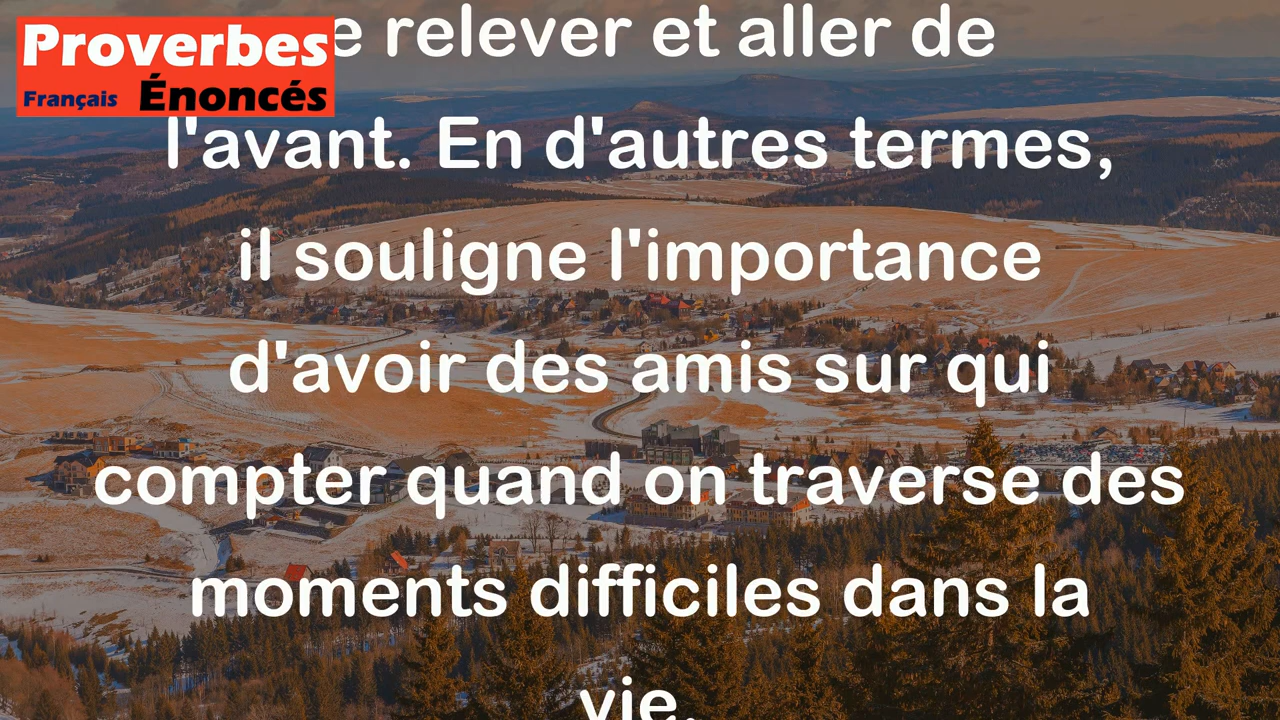 Proverbes
Français Énoncés
e relever et aller de
l'avant. En d'autres termes,
il souligne l'importance
d'avoir des amis sur qui
compter quand on traverse des
moments difficiles dans la
vie.